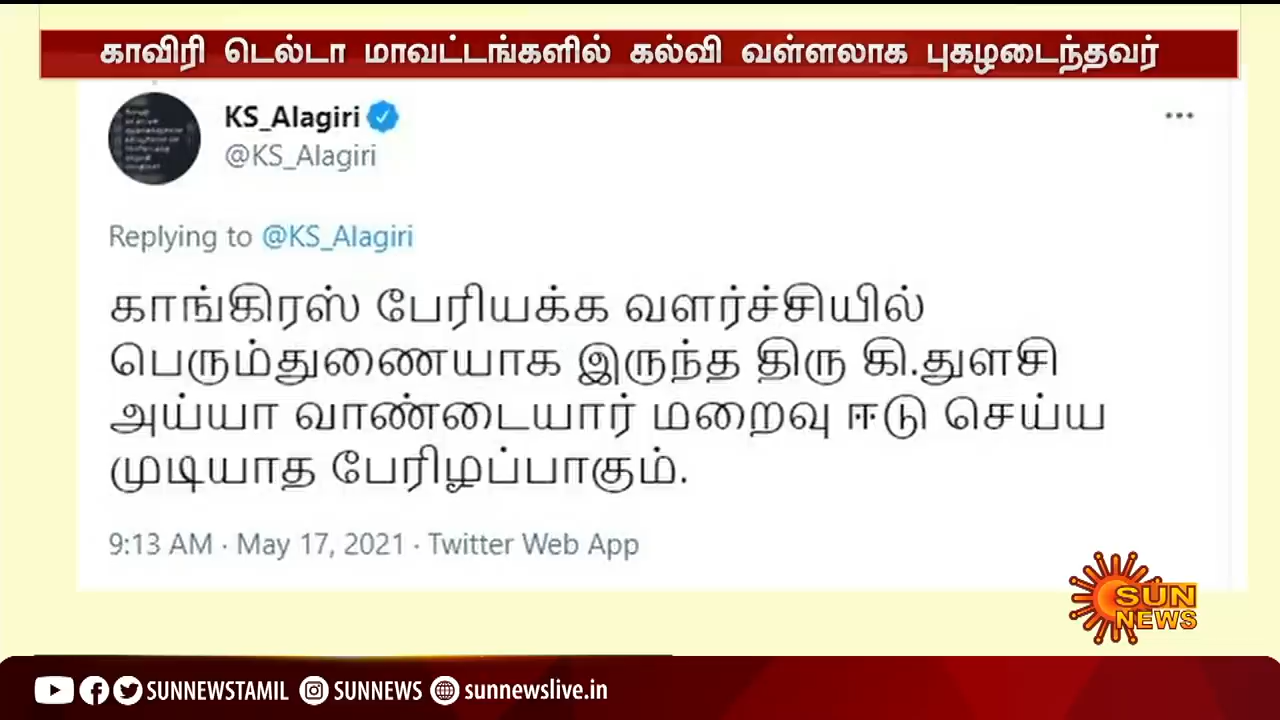 காவிரி டெல்டா மாவட்டங்களில் கல்வி வள்ளலாக புகழடைந்தவர்
KS_Alagiri
@KS_Alagiri
Replying to @KS_Alagiri
காங்கிரஸ் பேரியக்க வளர்ச்சியில்
பெரும்துணையாக இருந்த திரு கி.துளசி
அய்யா வாண்டையார் மறைவு ஈடு செய்ய
முடியாத பேரிழப்பாகும்.
9:13 AM · May 17, 2021 · Twitter Web App
SUN
NEWS
SUNNEWSTAMIL SUNNEWS sunnewslive.in